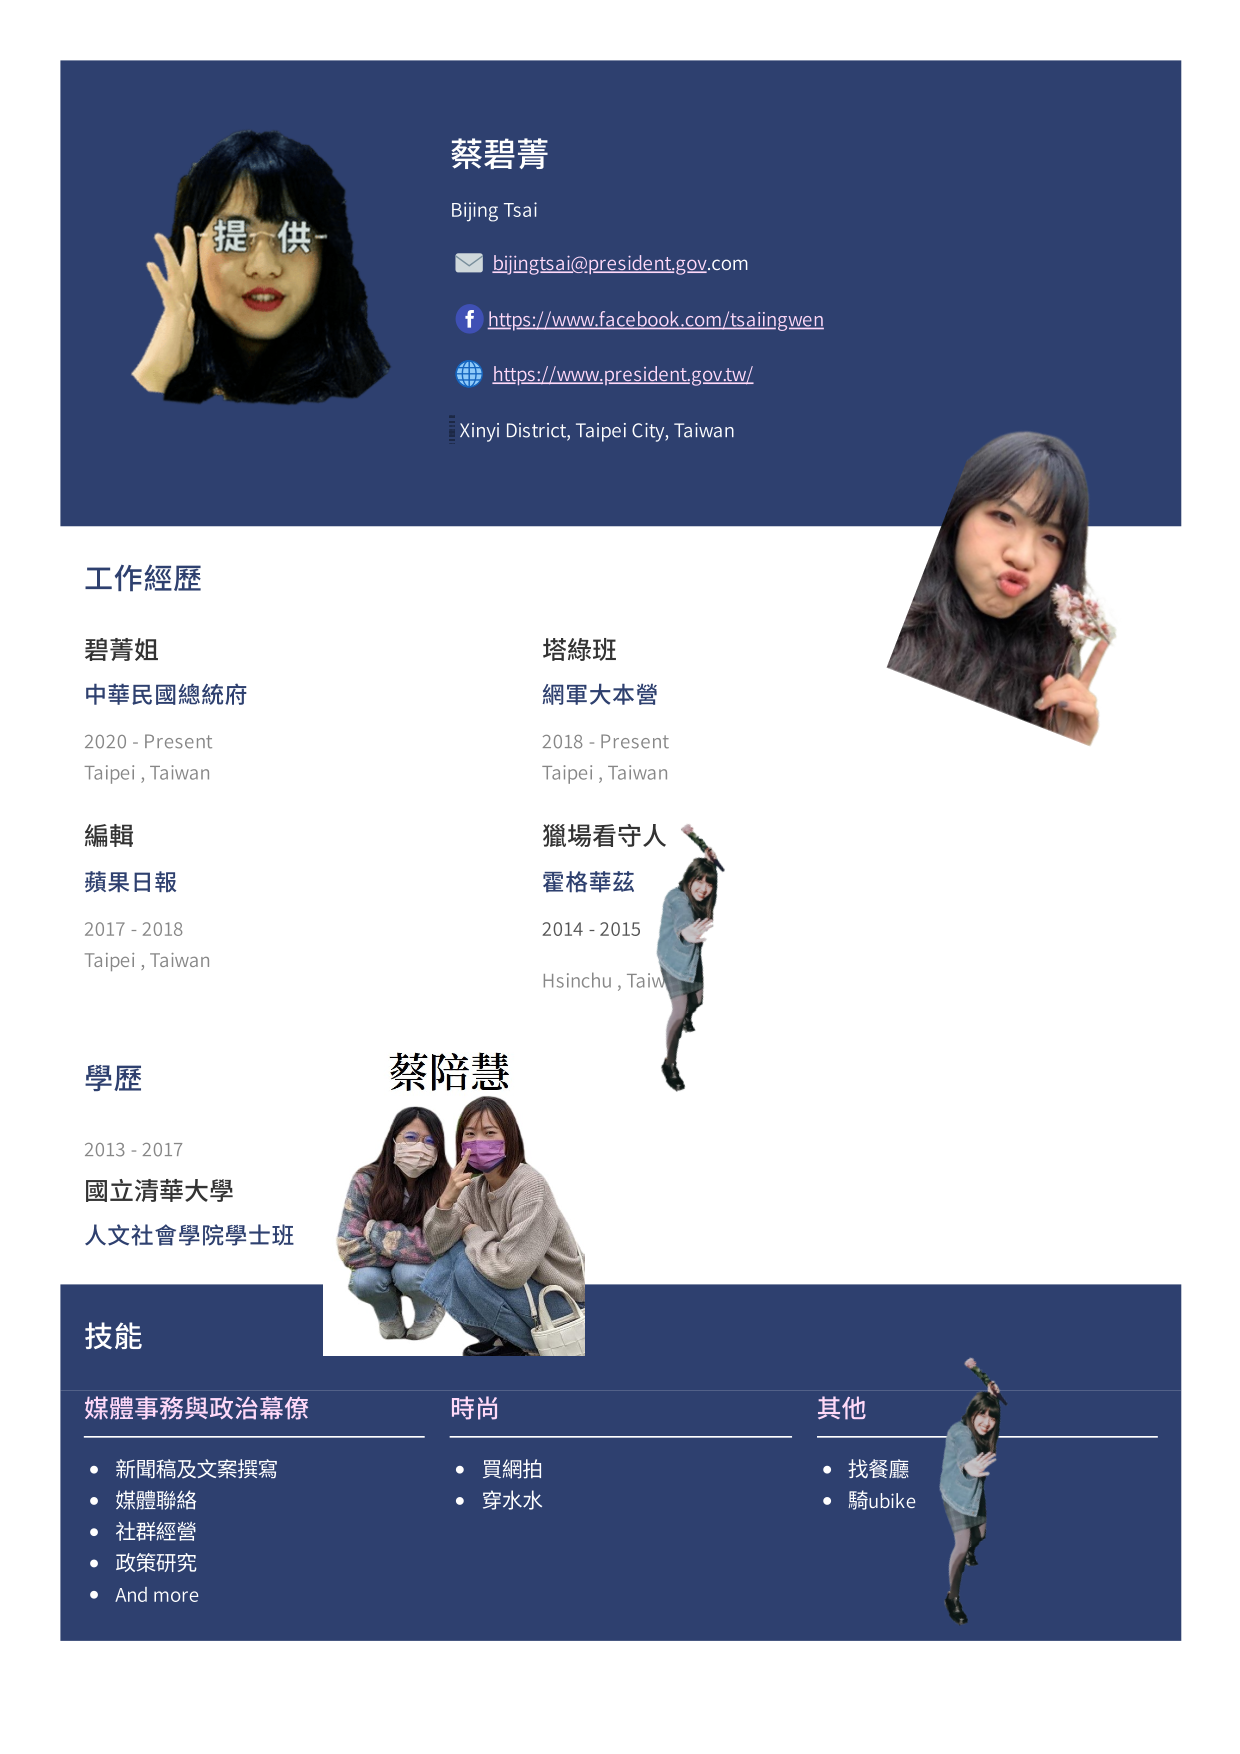 蔡碧菁
Bijing Tsai
bijingtsai@president.gov.com
https://www.facebook.com/tsaiingwen
https://www.president.gov.tw/
Xinyi District, Taipei City, Taiwan
提 供
工作經歷
碧菁姐
中華民國總統府
2020 - Present
Taipei , Taiwan
塔綠班
網軍大本營
2018 - Present
Taipei , Taiwan
編輯
蘋果日報
2017 - 2018
Taipei , Taiwan
獵場看守人
霍格華茲
2014 - 2015
Hsinchu , Taiw
學歷
2013 - 2017
國立清華大學
人文社會學院學士班
蔡陪慧
技能
媒體事務與政治幕僚
新聞稿及文案撰寫
媒體聯絡
社群經營
政策研究
And more
時尚
買網拍
穿水水
其他
找餐廳
騎ubike